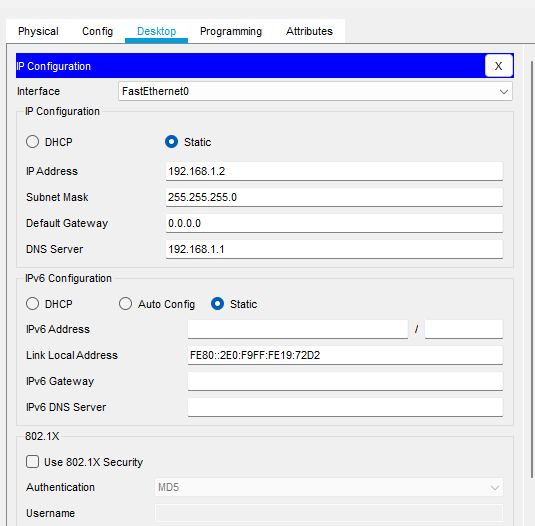 Physical Config Desktop Programming Attributes
IP Configuration X
Interface FastEthernet0
IP Configuration
DHCP Static
IP Address 192.168.1.2
Subnet Mask 255.255.255.0
Default Gateway 0.0.0.0
DNS Server 192.168.1.1
IPv6 Configuration
DHCP Auto Config Static
IPv6 Address /
Link Local Address FE80::2E0:F9FF:FE19:72D2
IPv6 Gateway
IPv6 DNS Server
802.1X
Use 802.1X Security
Authentication MD5
Username